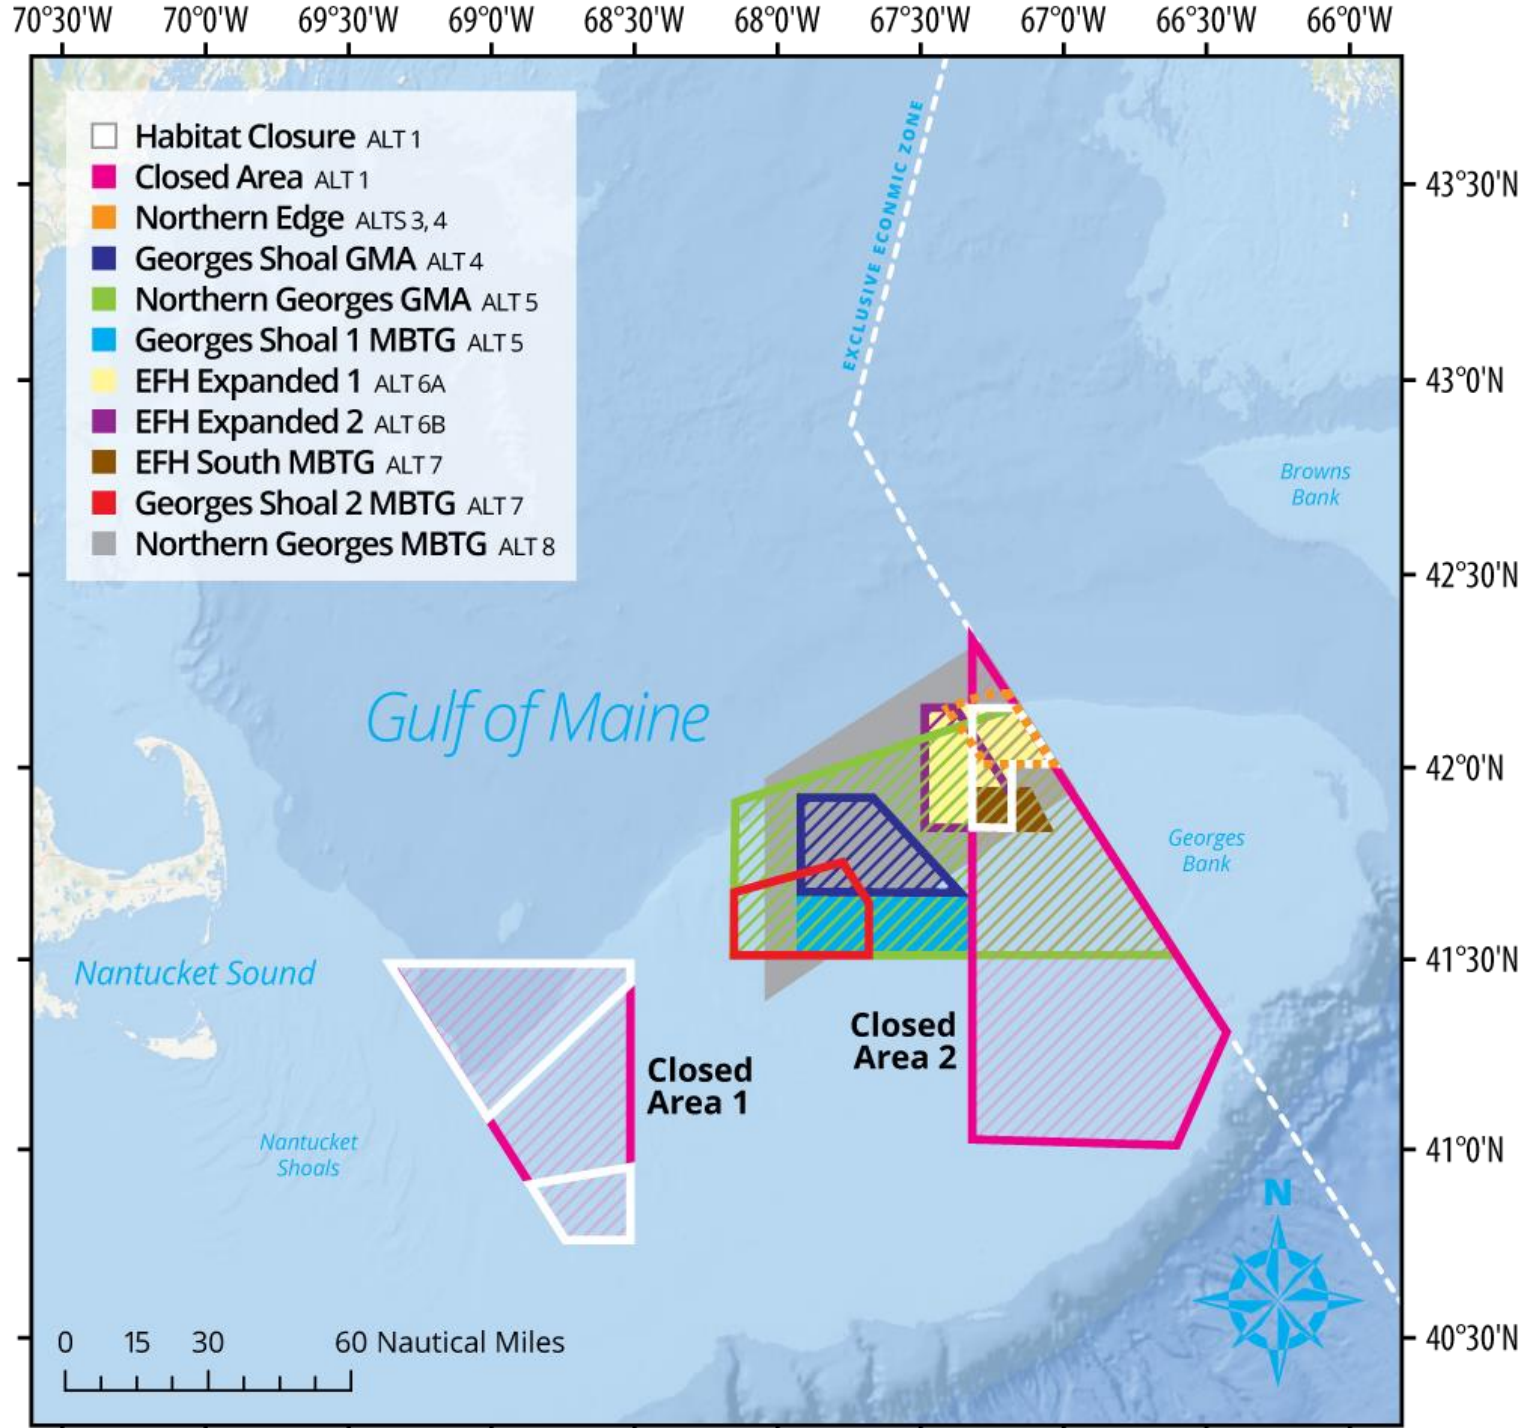 70°30'W 70°0'W 69°30'W 69°0'W 68°30'W 68°0'W 67°30'W 67°0'W 66°30'W 66°0'W
Habitat Closure ALT 1
Closed Area ALT 1
Northern Edge ALTS 3, 4
Georges Shoal GMA ALT 4
Northern Georges GMA ALT 5
Georges Shoal 1 MBTG ALT 5
EFH Expanded 1 ALT 6A
EFH Expanded 2 ALT 6B
EFH South MBTG ALT 7
Georges Shoal 2 MBTG ALT 7
Northern Georges MBTG ALT 8
EXCLUSIVE ECONMIC ZONE
43°30'N
43°0'N
Browns
Bank
42°30'N
Gulf of Maine
42°0'N
Georges
Bank
Nantucket Sound
41°30'N
Closed
Area 2
Closed
Area 1
Nantucket
Shoals
41°0'N
N
0 15 30 60 Nautical Miles
40°30'N